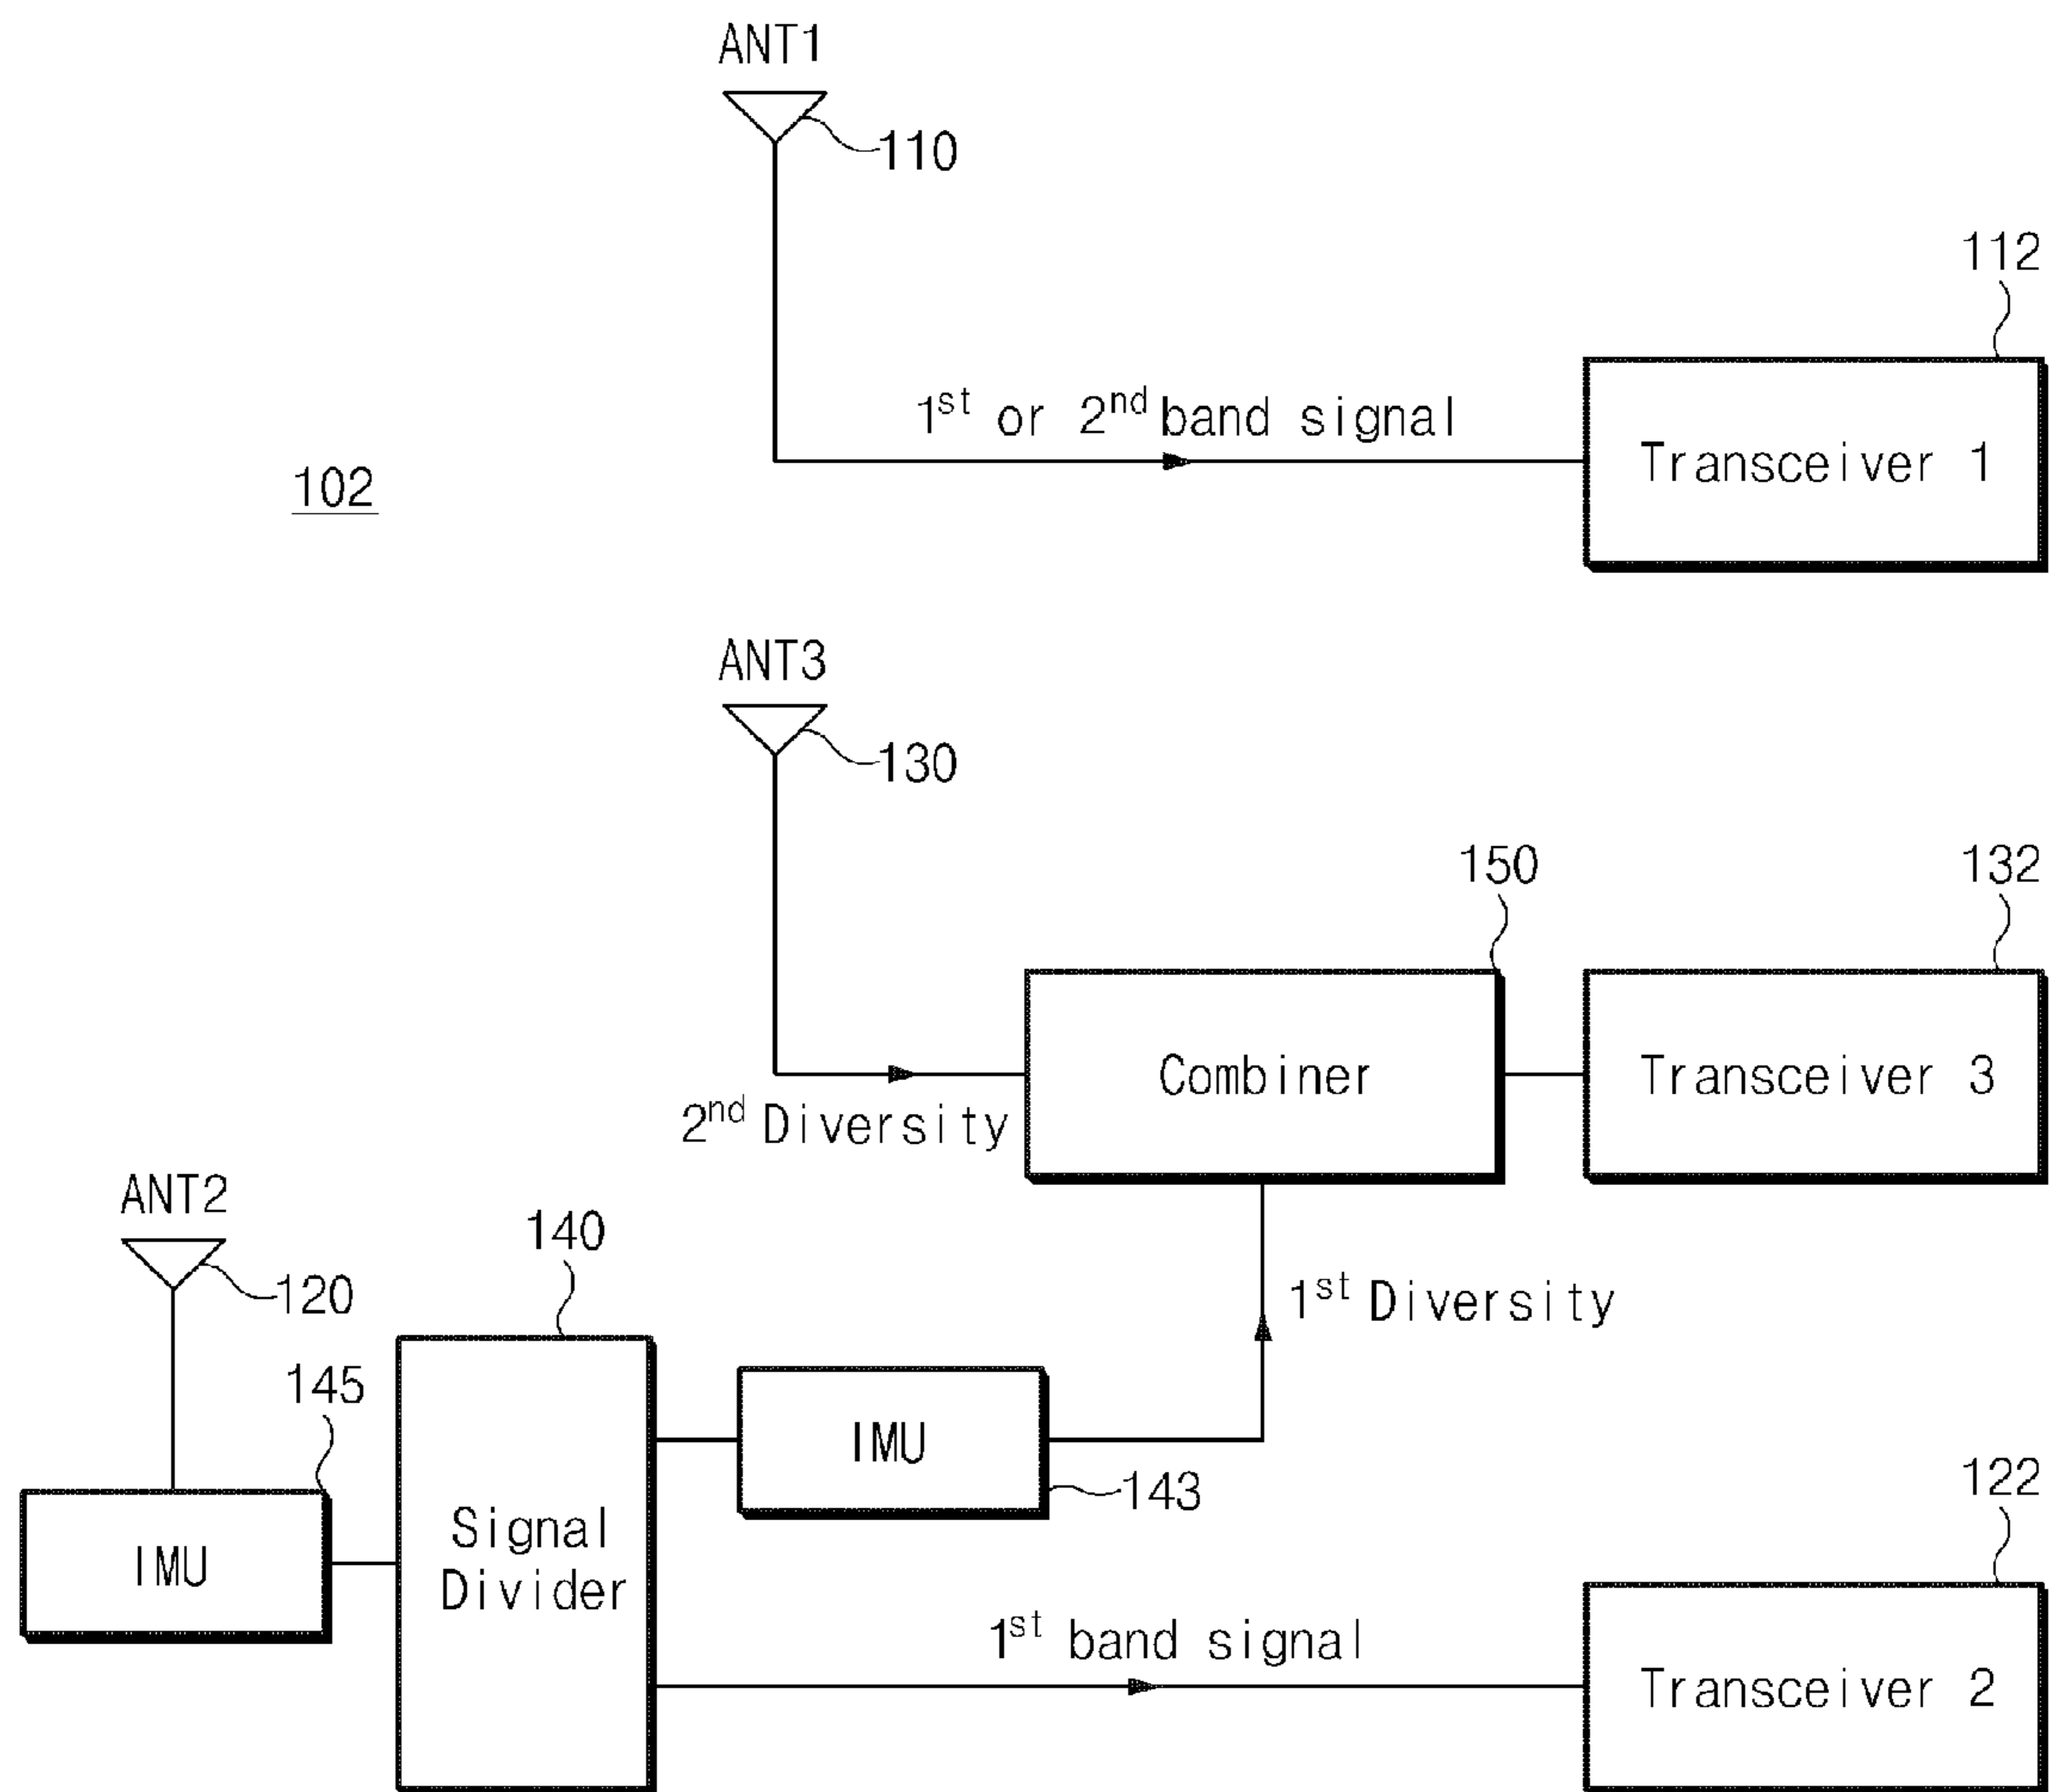 ANT1
110
112
1st or 2nd band signal
Transceiver 1
102
ANT3
130
150
132
Combiner
Transceiver 3
2nd Diversity
ANT2
120
140
1st Diversity
145
IMU
143
122
IMU
Signal
Divider
1st band signal
Transceiver 2